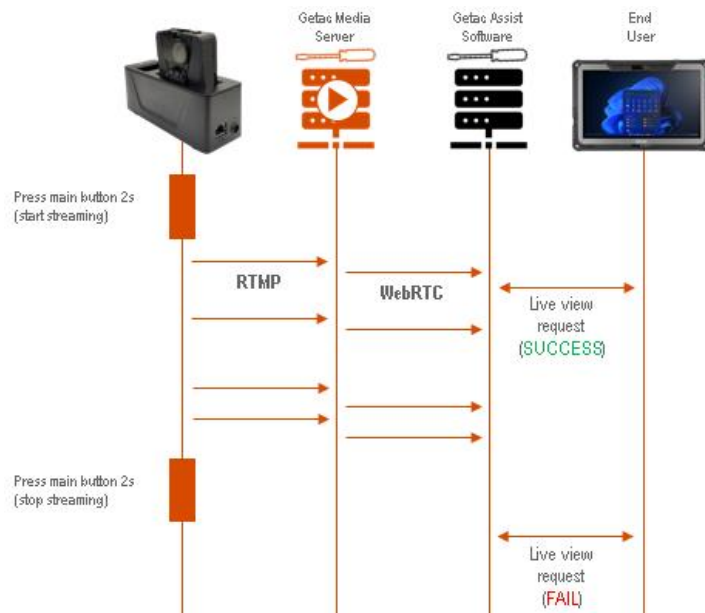 Getac Media
Server
Getac Assist
Software
End
User
Press main button 2s
(start streaming)
RTMP
WebRTC
Live view
request
(SUCCESS)
Press main button 2s
(stop streaming)
Live view
request
(FAIL)